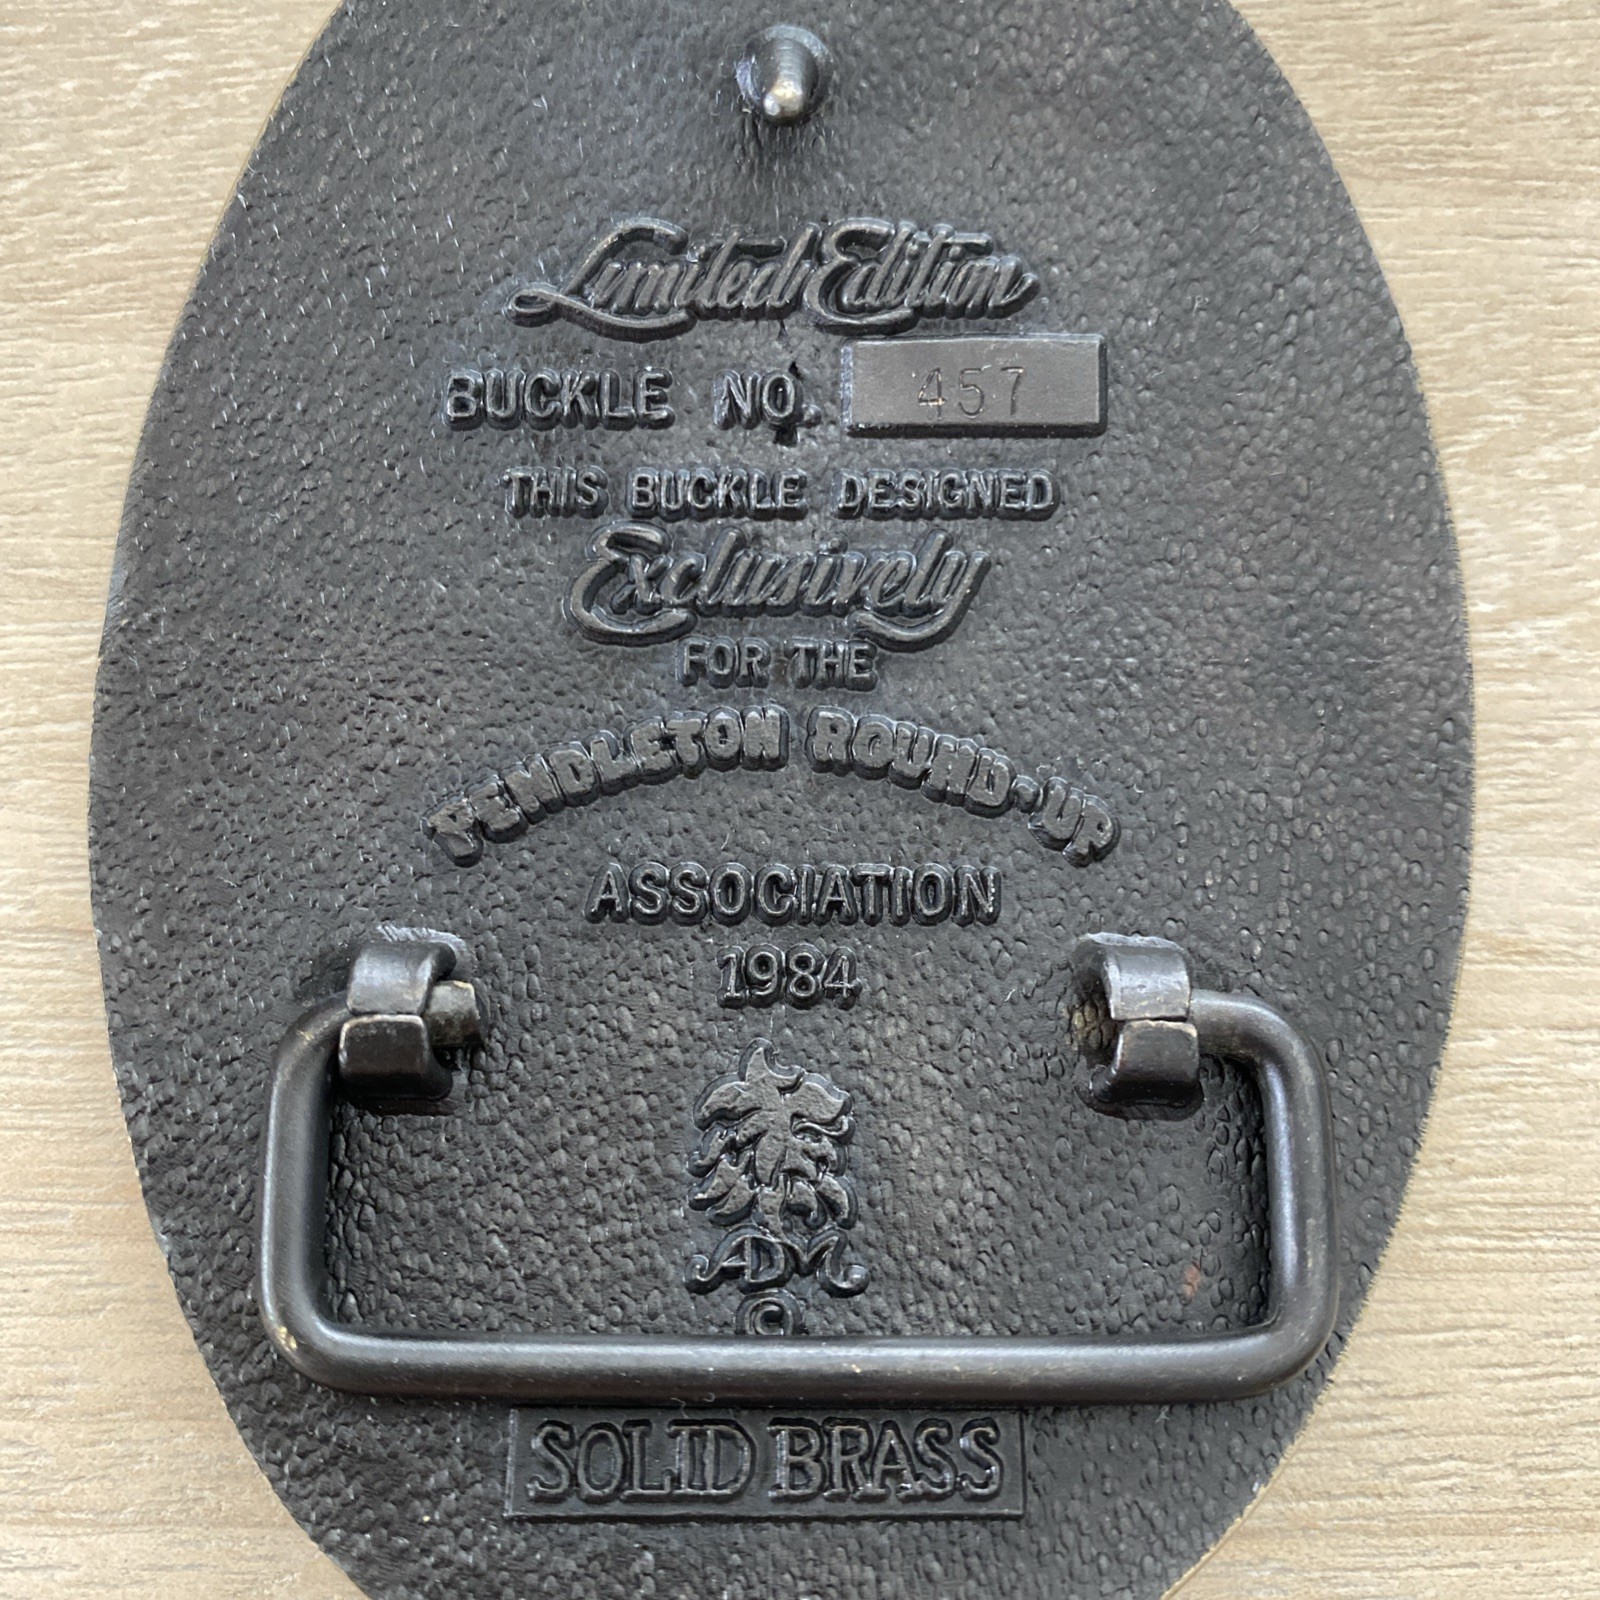 Limited Edition
BUCKLE NO. 457
THIS BUCKLE DESIGNED
Exclusively
FOR THE
PENDLETON ROUND-UP
ASSOCIATION
1984
ADM
©
SOLID BRASS